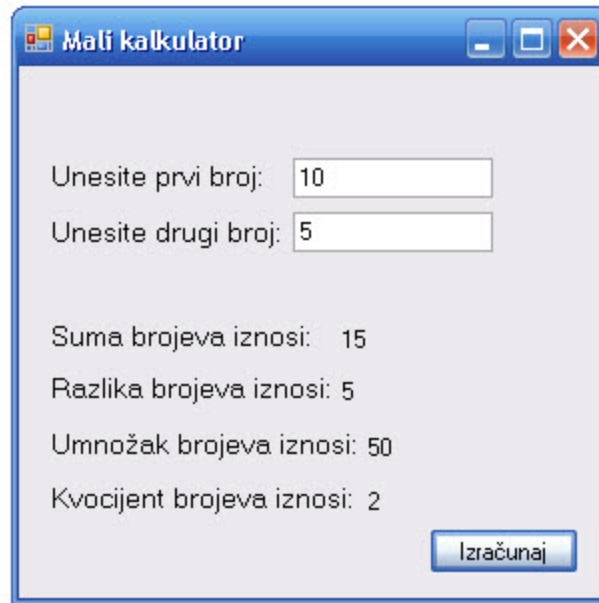 Mali kalkulator
Unesite prvi broj: 10
Unesite drugi broj: 5
Suma brojeva iznosi: 15
Razlika brojeva iznosi: 5
Umnožak brojeva iznosi: 50
Kvocijent brojeva iznosi: 2
Izračunaj